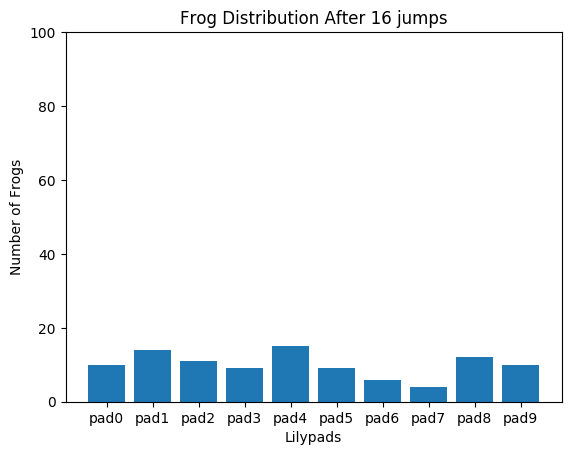 Frog Distribution After 16 jumps
100
80
60
40
20
0
Number of Frogs
pad0 pad1 pad2 pad3 pad4 pad5 pad6 pad7 pad8 pad9
Lilypads